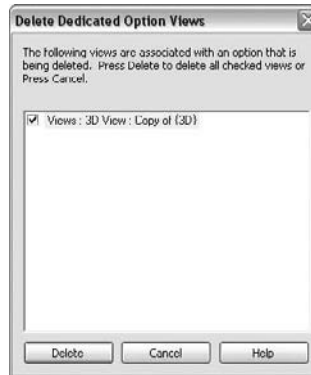 Delete Dedicated Option Views
The following views are associated with an option that is
being deleted. Press Delete to delete all checked views or
Press Cancel.
Views : 3D View : Copy of {3D}
Delete Cancel Help